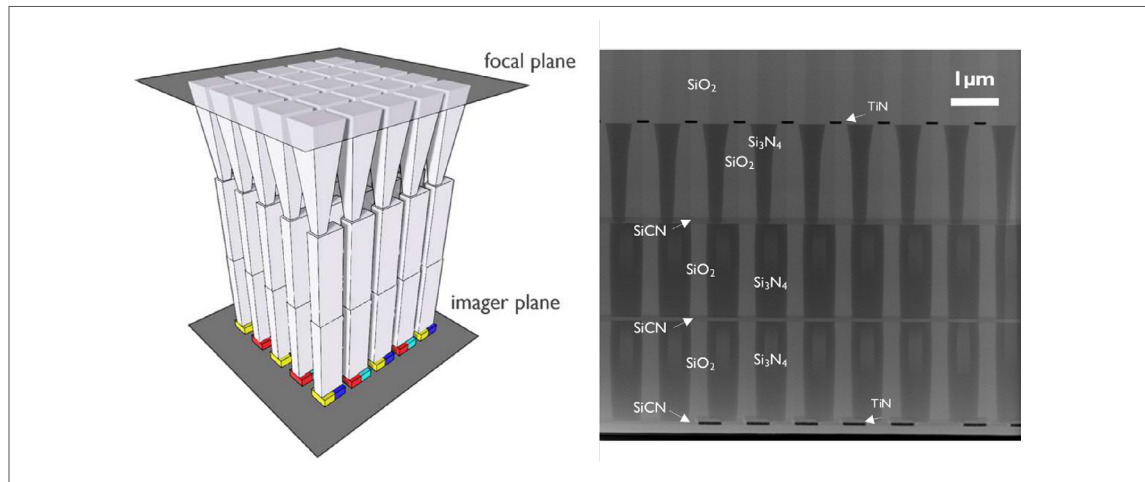 focal plane
imager plane
1μm
SiO₂
TiN
Si₃N₄
SiO₂
SiCN
SiO₂
Si₃N₄
SiCN
SiO₂
Si₃N₄
SiCN
TiN